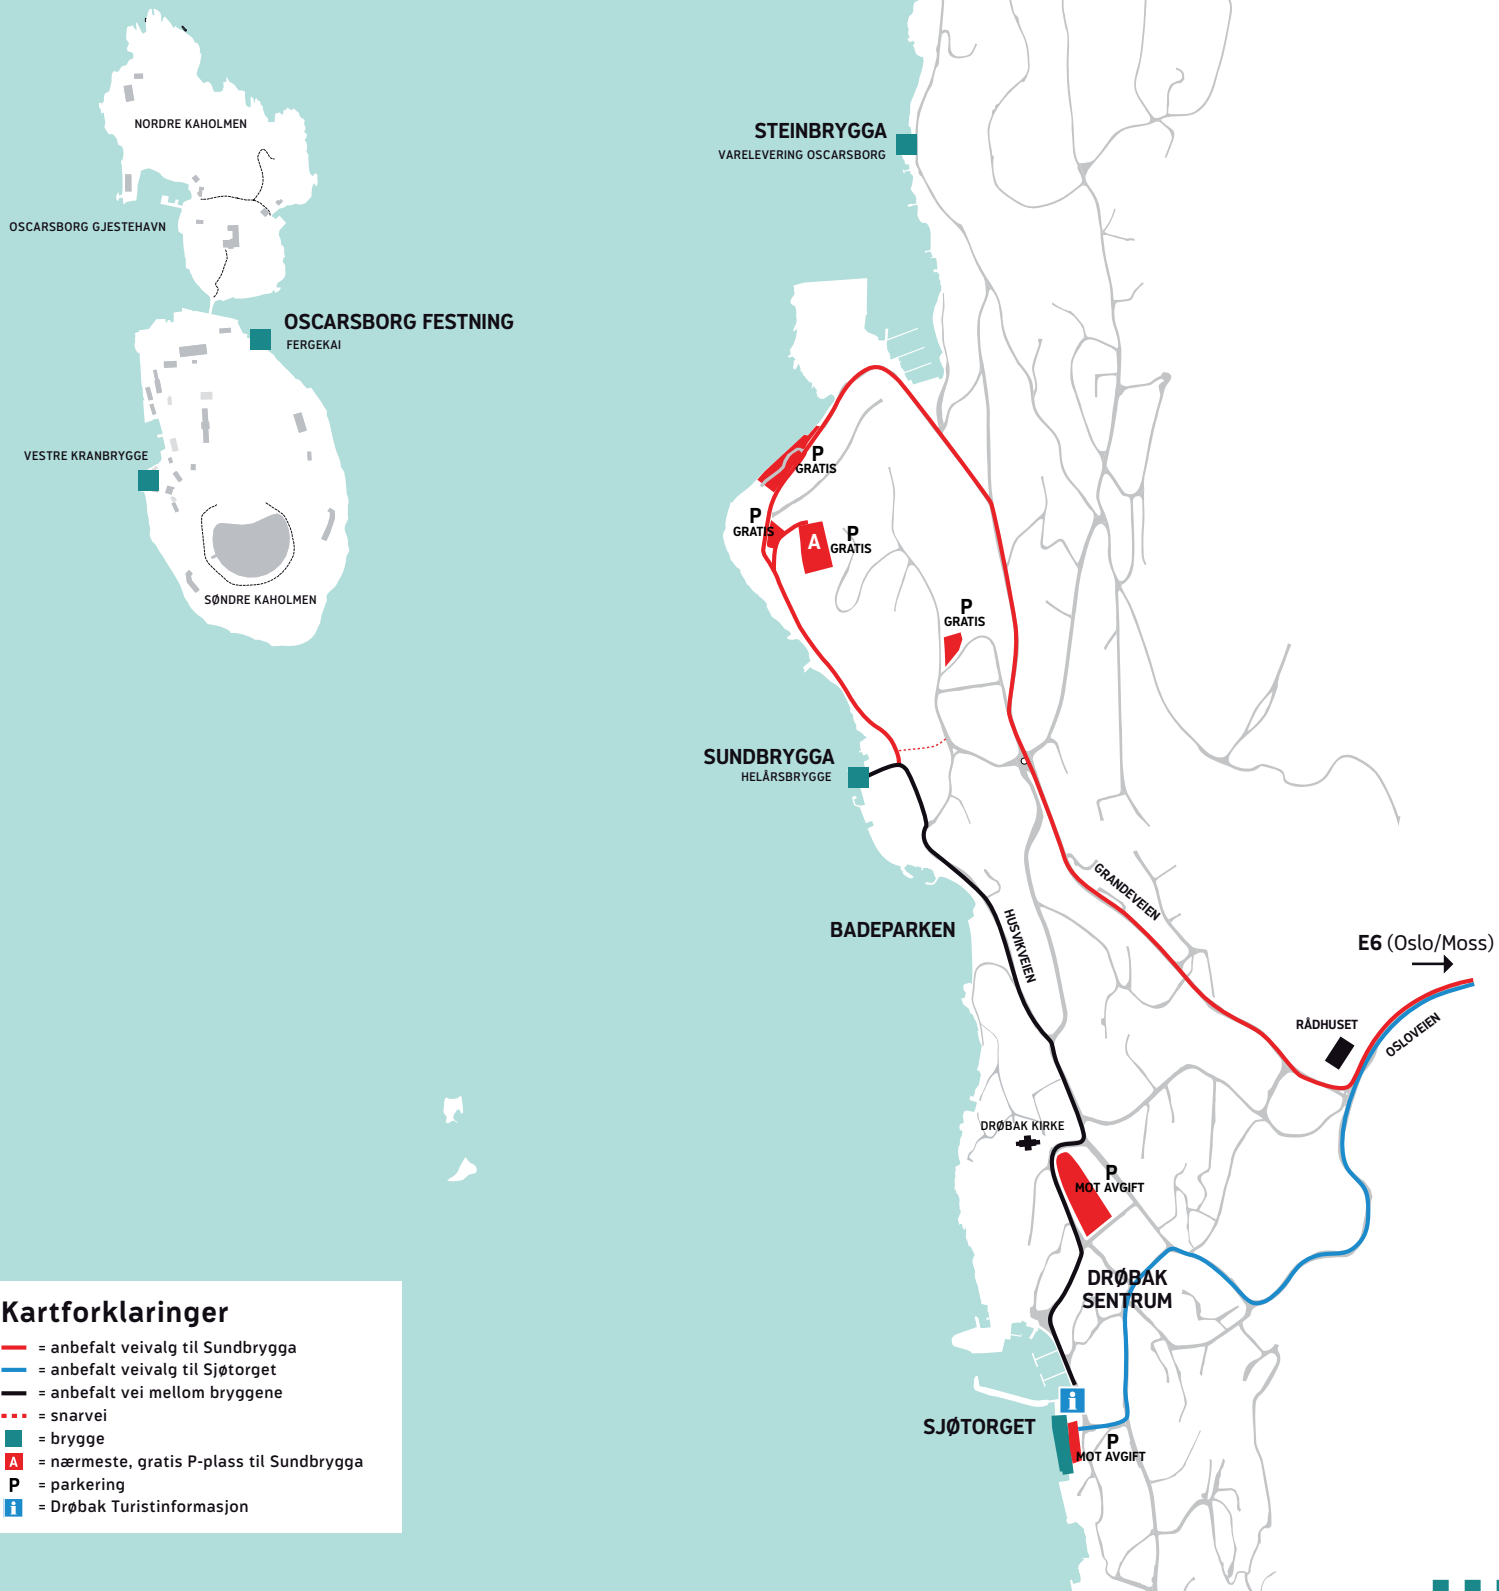 NORDRE KAHOLMEN
STEINBRYGGA
VARELEVERING OSCARSBORG
OSCARSBORG GJESTEHAVN
OSCARSBORG FESTNING
FERGEKAI
VESTRE KRANBRYGGE
P
GRATIS
P
GRATIS
A
P
GRATIS
SØNDRE KAHOLMEN
P
GRATIS
SUNDBRYGGA
HELÅRSBRYGGE
GRANDEVEIEN
HUSVIKVEIEN
BADEPARKEN
E6 (Oslo/Moss)
RÅDHUSET
OSLOVEIEN
DRØBAK KIRKE
P
MOT AVGIFT
DRØBAK
SENTRUM
i
SJØTORGET
P
MOT AVGIFT
Kartforklaringer
= anbefalt veivalg til Sundbrygga
= anbefalt veivalg til Sjøtorget
= anbefalt vei mellom bryggene
= snarvei
= brygge
A = nærmeste, gratis P-plass til Sundbrygga
P = parkering
i = Drøbak Turistinformasjon